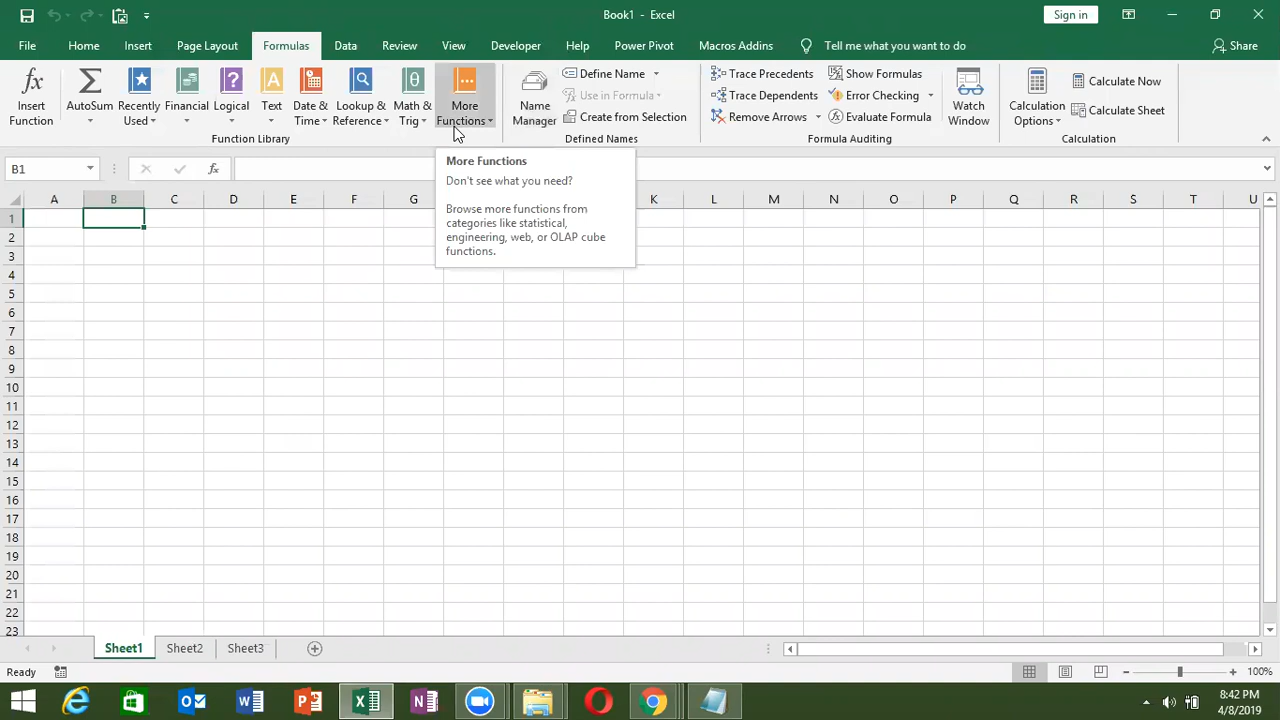 Book1 - Excel
Sign in
File Home Insert Page Layout Formulas Data Review View Developer Help Power Pivot Macros Addins Tell me what you want to do Share
Insert Function
AutoSum
Recently Used
Financial
Logical
Text
Date & Time
Lookup & Reference
Math & Trig
More Functions
Function Library
Name Manager
Define Name
Use in Formula
Create from Selection
Defined Names
Trace Precedents
Trace Dependents
Remove Arrows
Show Formulas
Error Checking
Evaluate Formula
Formula Auditing
Watch Window
Calculation Options
Calculate Now
Calculate Sheet
Calculation
B1
fx
More Functions
Don't see what you need?
Browse more functions from
categories like statistical,
engineering, web, or OLAP cube
functions.
A B C D E F G K L M N O P Q R S T U
1
2
3
4
5
6
7
8
9
10
11
12
13
14
15
16
17
18
19
20
21
22
23
Sheet1 Sheet2 Sheet3
Ready
100%
8:42 PM
4/8/2019